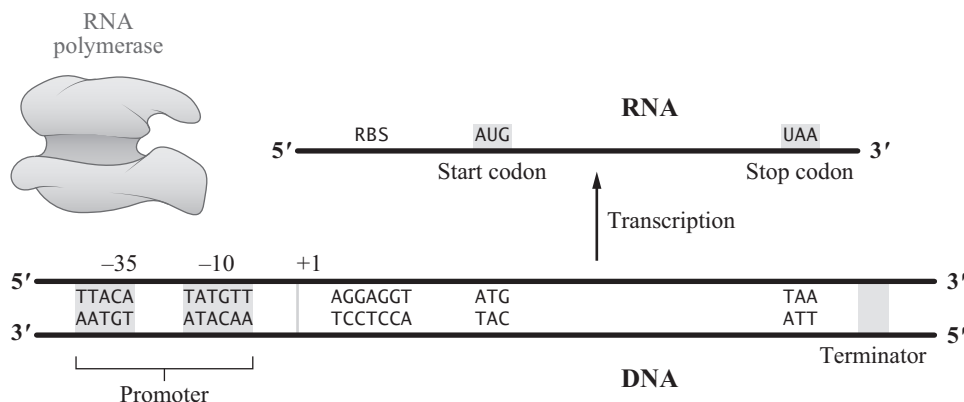 RNA
polymerase
RNA
RBS AUG UAA
5′ 3′
Start codon Stop codon
Transcription
–35 –10 +1
5′ 3′
TTACA TATGTT AGGAGGT ATG TAA
AATGT ATACAA TCCTCCA TAC ATT
3′ 5′
Terminator
Promoter DNA